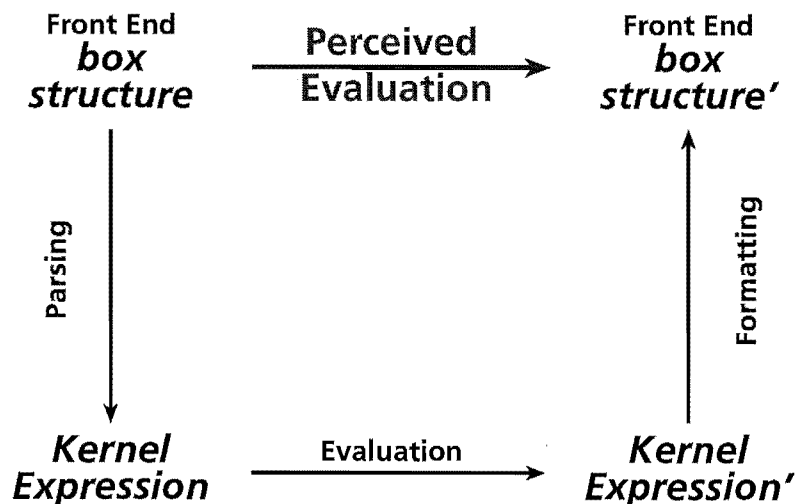 Front End
box
structure
Perceived
Evaluation
Front End
box
structure’
Parsing
Formatting
Kernel
Expression
Evaluation
Kernel
Expression’